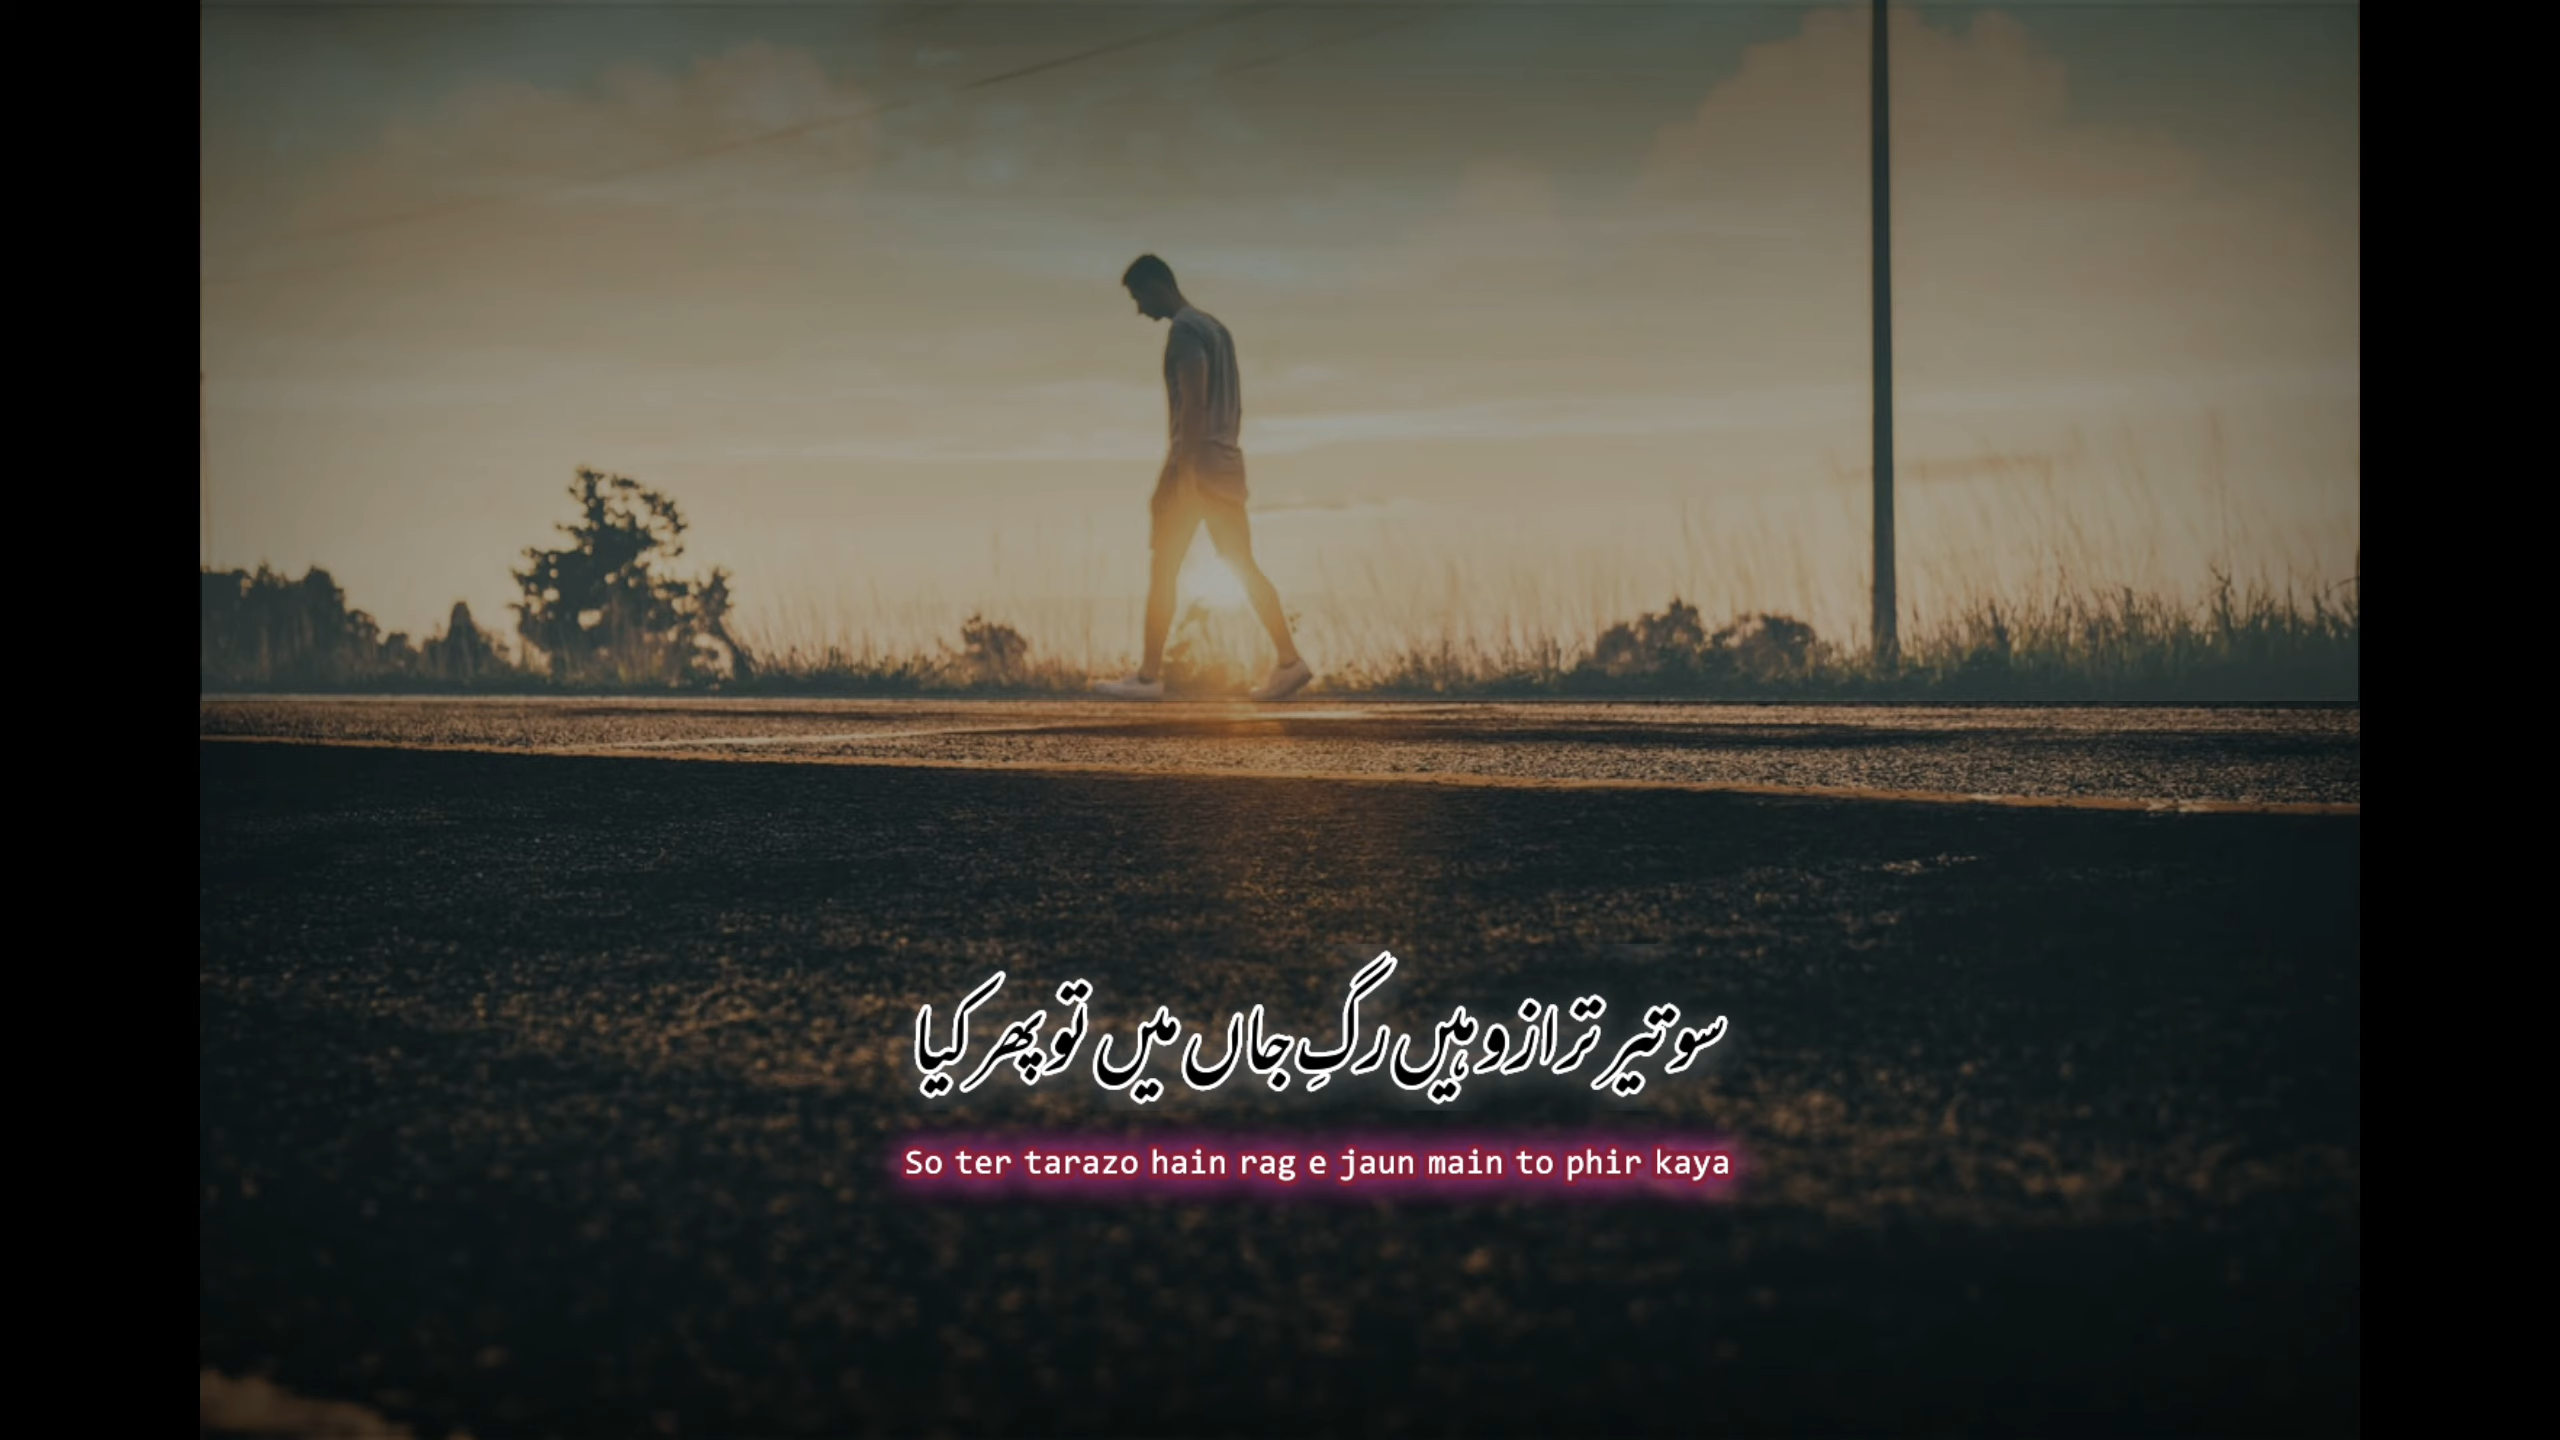 سو تیر ترازو ہیں رگِ جاں میں تو پھر کیا
So ter tarazo hain rag e jaun main to phir kaya